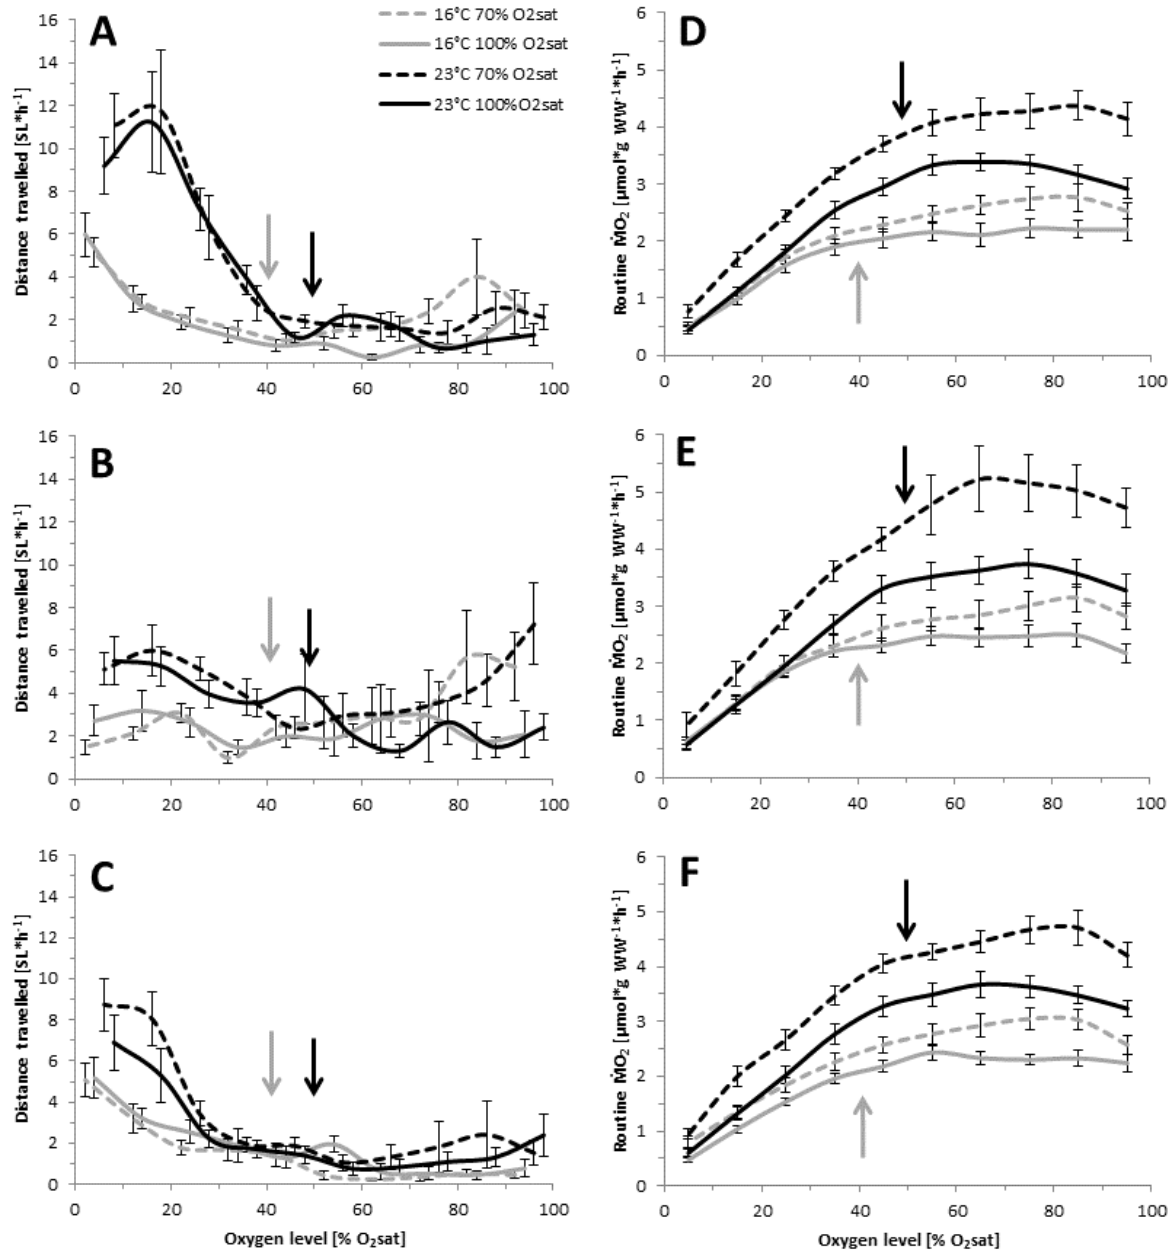 A
16°C 70% O2sat
16°C 100% O2sat
23°C 70% O2sat
23°C 100%O2sat
Distance travelled [SL*h-1]
16
14
12
10
8
6
4
2
0
0 20 40 60 80 100
D
Routine ṀO2 [µmol*g WW-1*h-1]
6
5
4
3
2
1
0
0 20 40 60 80 100
B
Distance travelled [SL*h-1]
16
14
12
10
8
6
4
2
0
0 20 40 60 80 100
E
Routine ṀO2 [µmol*g WW-1*h-1]
6
5
4
3
2
1
0
0 20 40 60 80 100
C
Distance travelled [SL*h-1]
16
14
12
10
8
6
4
2
0
0 20 40 60 80 100
Oxygen level [% O2sat]
F
Routine ṀO2 [µmol*g WW-1*h-1]
6
5
4
3
2
1
0
0 20 40 60 80 100
Oxygen level [% O2sat]